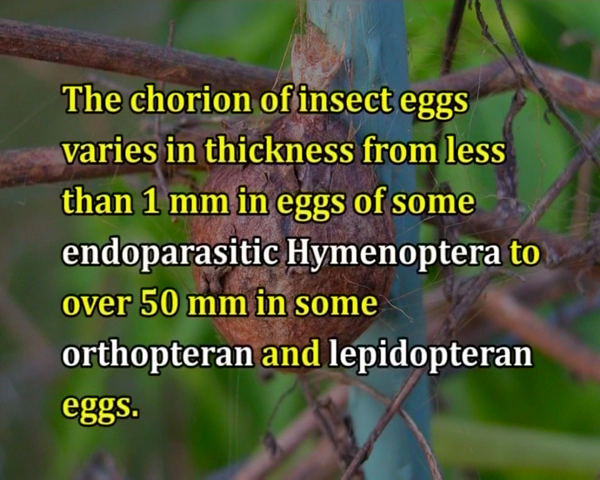 The chorion of insect eggs
varies in thickness from less
than 1 mm in eggs of some
endoparasitic Hymenoptera to
over 50 mm in some
orthopteran and lepidopteran
eggs.